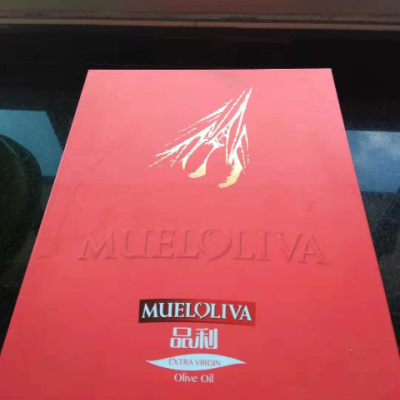 MUELOLIVA
MUELOLIVA
品利
EXTRA VIRGIN
Olive Oil